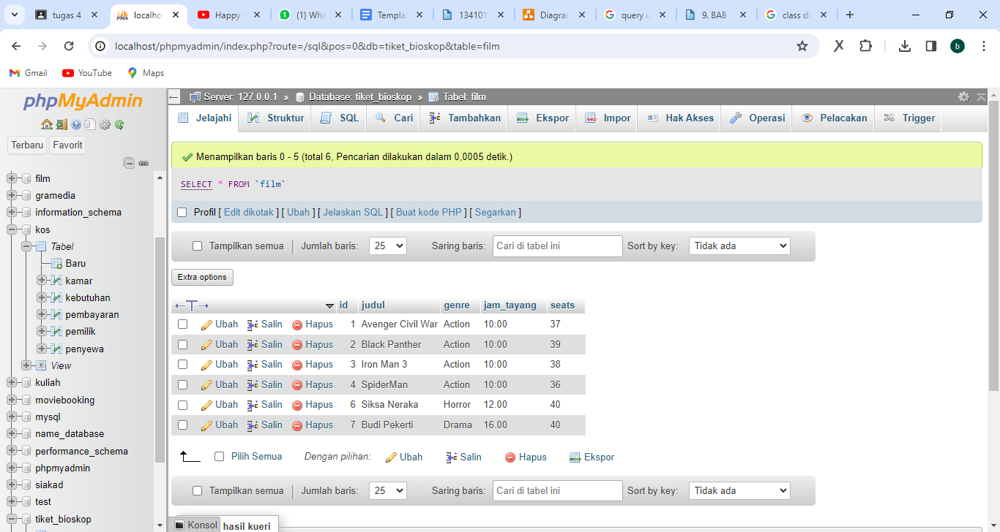 tugas 4
localho
Happy
(1) Wha
Templat
134101
Diagran
query u
9. BAB
class di
localhost/phpmyadmin/index.php?route=/sql&pos=0&db=tiket_bioskop&table=film
b
Gmail YouTube Maps
phpMyAdmin
Terbaru Favorit
film
gramedia
information_schema
kos
Tabel
Baru
kamar
kebutuhan
pembayaran
pemilik
penyewa
View
kuliah
moviebooking
mysql
name_database
performance_schema
phpmyadmin
siakad
test
tiket_bioskop
Server: 127.0.0.1 » Database: tiket_bioskop » Tabel: film
Jelajahi Struktur SQL Cari Tambahkan Ekspor Impor Hak Akses Operasi Pelacakan Trigger
Menampilkan baris 0 - 5 (total 6, Pencarian dilakukan dalam 0,0005 detik.)
SELECT * FROM `film`
Profil [ Edit dikotak ] [ Ubah ] [ Jelaskan SQL ] [ Buat kode PHP ] [ Segarkan ]
Tampilkan semua Jumlah baris: 25 Saring baris: Cari di tabel ini Sort by key: Tidak ada
Extra options
id judul genre jam_tayang seats
Ubah Salin Hapus 1 Avenger Civil War Action 10:00 37
Ubah Salin Hapus 2 Black Panther Action 10:00 39
Ubah Salin Hapus 3 Iron Man 3 Action 10:00 38
Ubah Salin Hapus 4 SpiderMan Action 10:00 36
Ubah Salin Hapus 6 Siksa Neraka Horror 12.00 40
Ubah Salin Hapus 7 Budi Pekerti Drama 16.00 40
Pilih Semua Dengan pilihan: Ubah Salin Hapus Ekspor
Tampilkan semua Jumlah baris: 25 Saring baris: Cari di tabel ini Sort by key: Tidak ada
Konsol hasil kueri